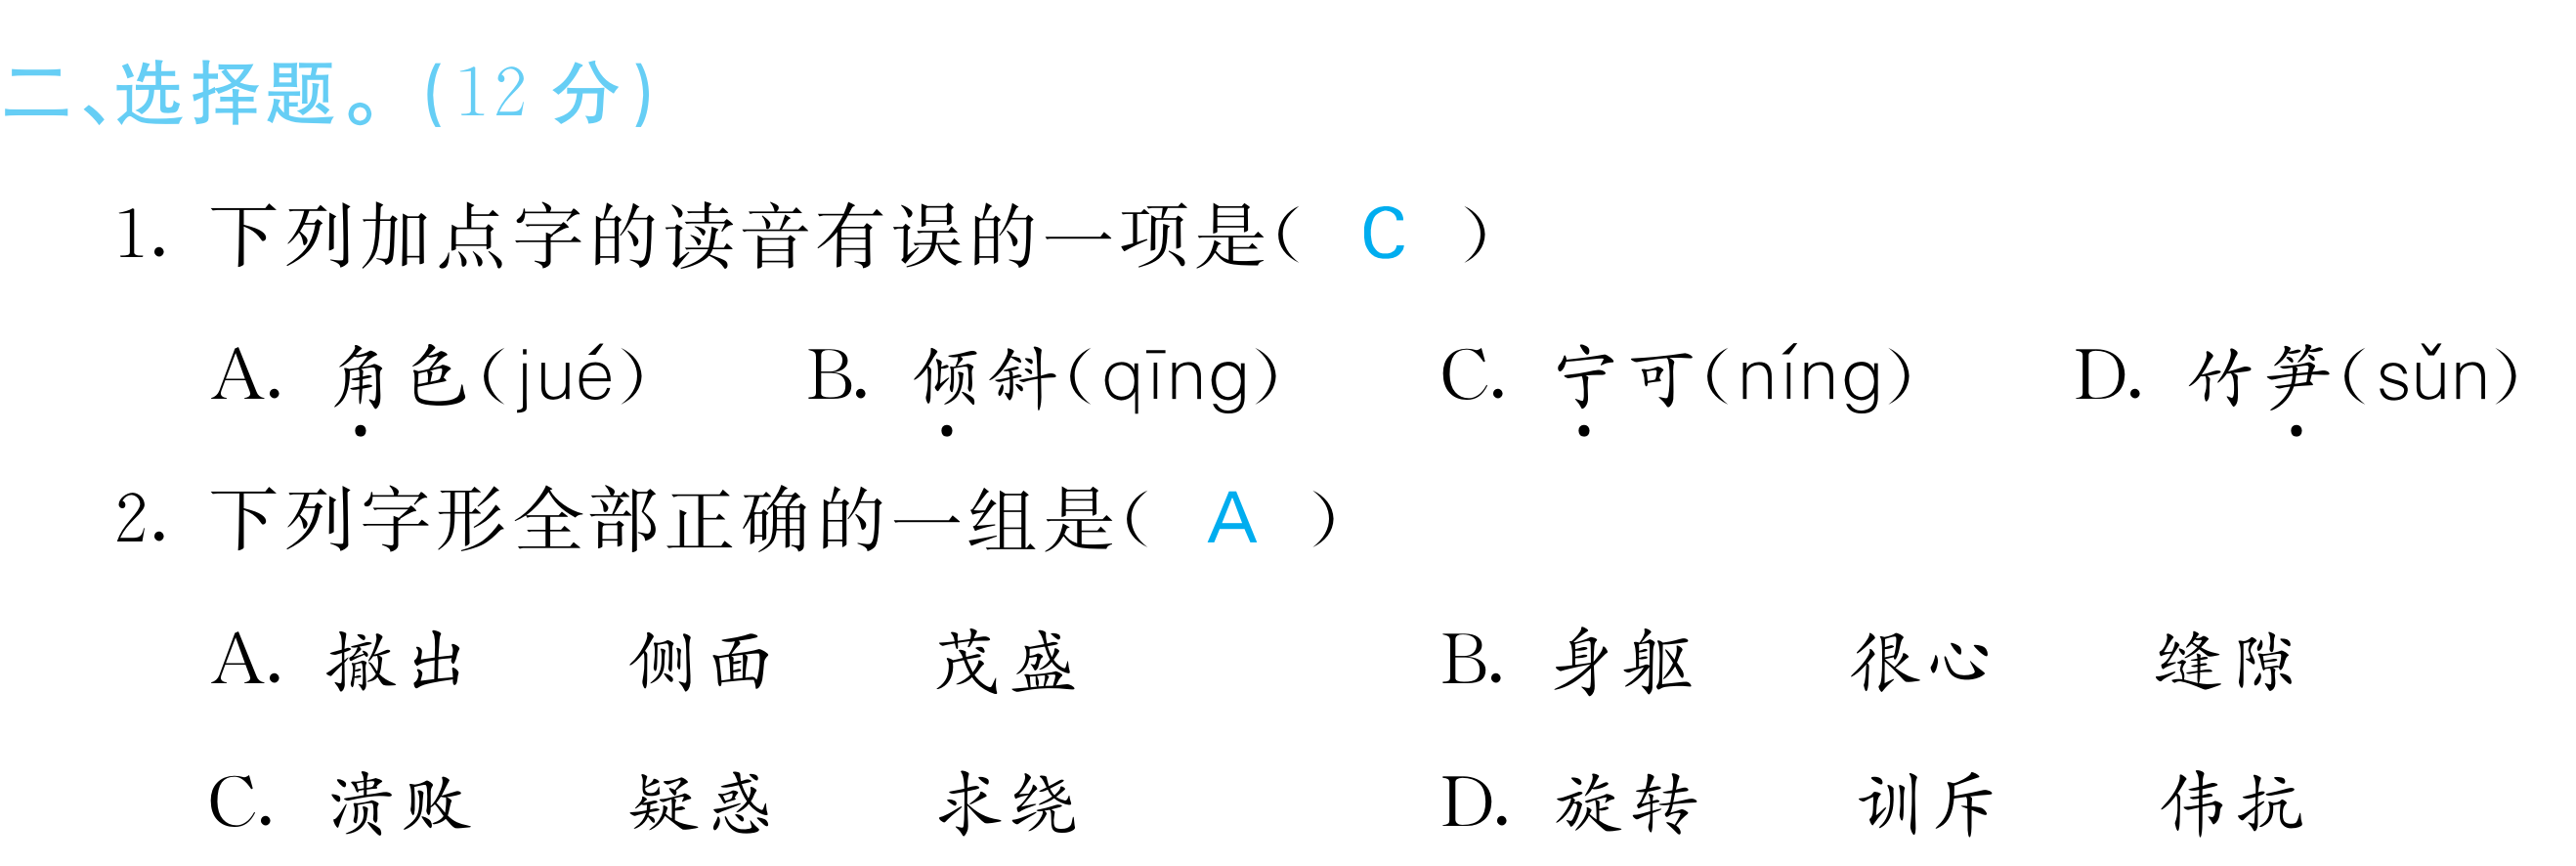 二、选择题。(12 分)
1. 下列加点字的读音有误的一项是( C )
A. 角色(jué) B. 倾斜(qīng) C. 宁可(níng) D. 竹笋(sǔn)
2. 下列字形全部正确的一组是( A )
A. 撤出 侧面 茂盛 B. 身躯 很心 缝隙
C. 溃败 疑惑 求绕 D. 旋转 训斥 伟抗